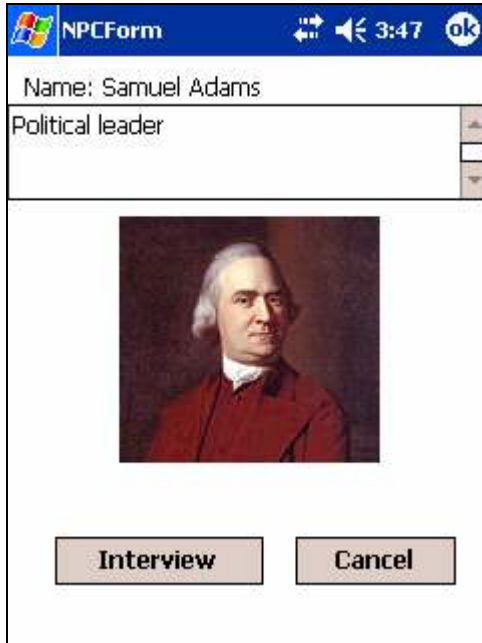 NPCForm 3:47 ok
Name: Samuel Adams
Political leader
Interview Cancel